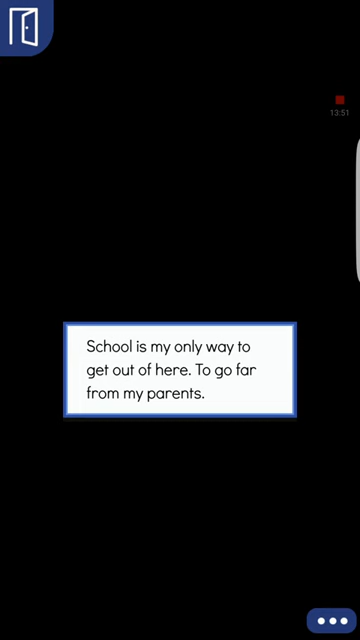 13:51
School is my only way to
get out of here. To go far
from my parents.